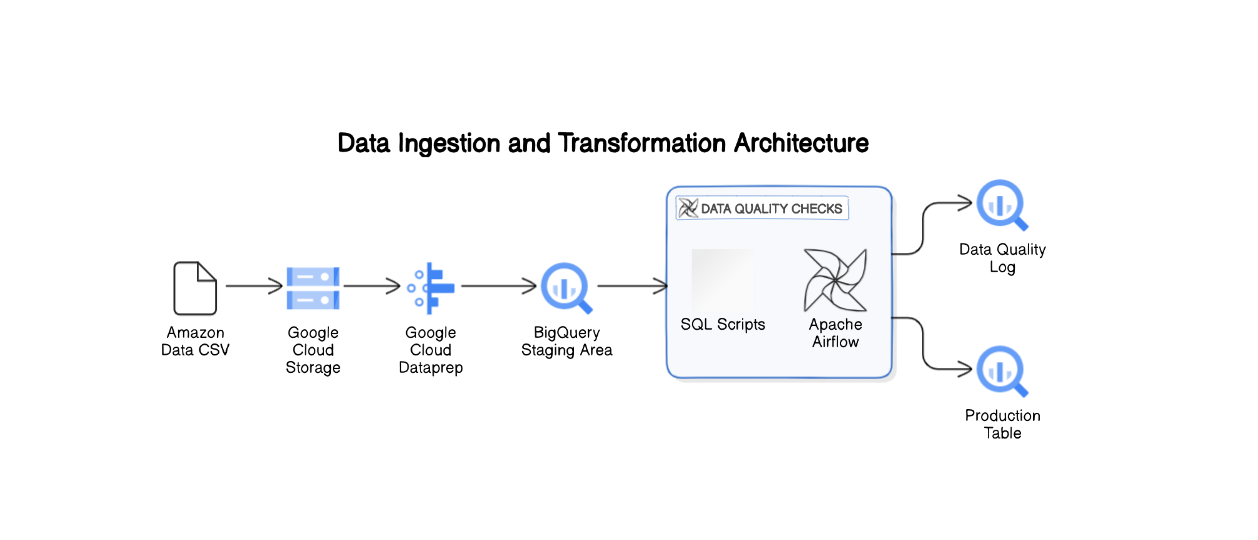 Data Ingestion and Transformation Architecture
DATA QUALITY CHECKS
Amazon
Data CSV
Google
Cloud
Storage
Google
Cloud
Dataprep
BigQuery
Staging Area
SQL Scripts
Apache
Airflow
Data Quality
Log
Production
Table